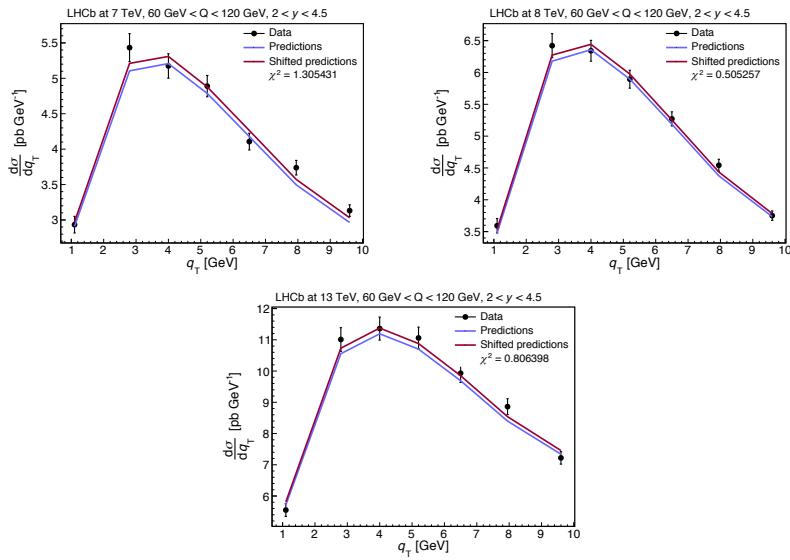 LHCb at 7 TeV, 60 GeV < Q < 120 GeV, 2 < y < 4.5
Data
Predictions
Shifted predictions
χ² = 1.305431
5.5
5
4.5
4
3.5
3
dσ/dq_T [pb GeV⁻¹]
1 2 3 4 5 6 7 8 9 10
q_T [GeV]
LHCb at 8 TeV, 60 GeV < Q < 120 GeV, 2 < y < 4.5
Data
Predictions
Shifted predictions
χ² = 0.505257
6.5
6
5.5
5
4.5
4
3.5
dσ/dq_T [pb GeV⁻¹]
1 2 3 4 5 6 7 8 9 10
q_T [GeV]
LHCb at 13 TeV, 60 GeV < Q < 120 GeV, 2 < y < 4.5
Data
Predictions
Shifted predictions
χ² = 0.806398
12
11
10
9
8
7
6
dσ/dq_T [pb GeV⁻¹]
1 2 3 4 5 6 7 8 9 10
q_T [GeV]